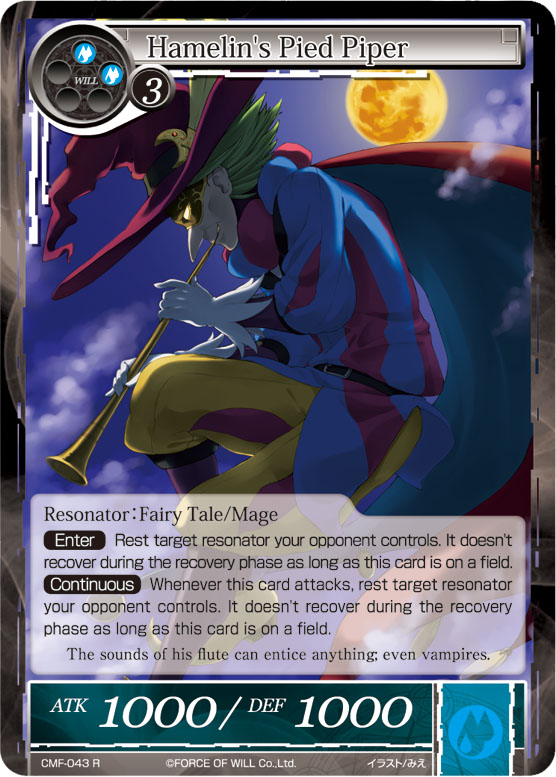 Hamelin's Pied Piper
WILL
3
Resonator:Fairy Tale/Mage
Enter Rest target resonator your opponent controls. It doesn't
recover during the recovery phase as long as this card is on a field.
Continuous Whenever this card attacks, rest target resonator
your opponent controls. It doesn't recover during the recovery
phase as long as this card is on a field.
The sounds of his flute can entice anything; even vampires.
ATK 1000/ DEF 1000
CMF-043 R ©FORCE OF WILL Co.,Ltd. イラスト/みえ